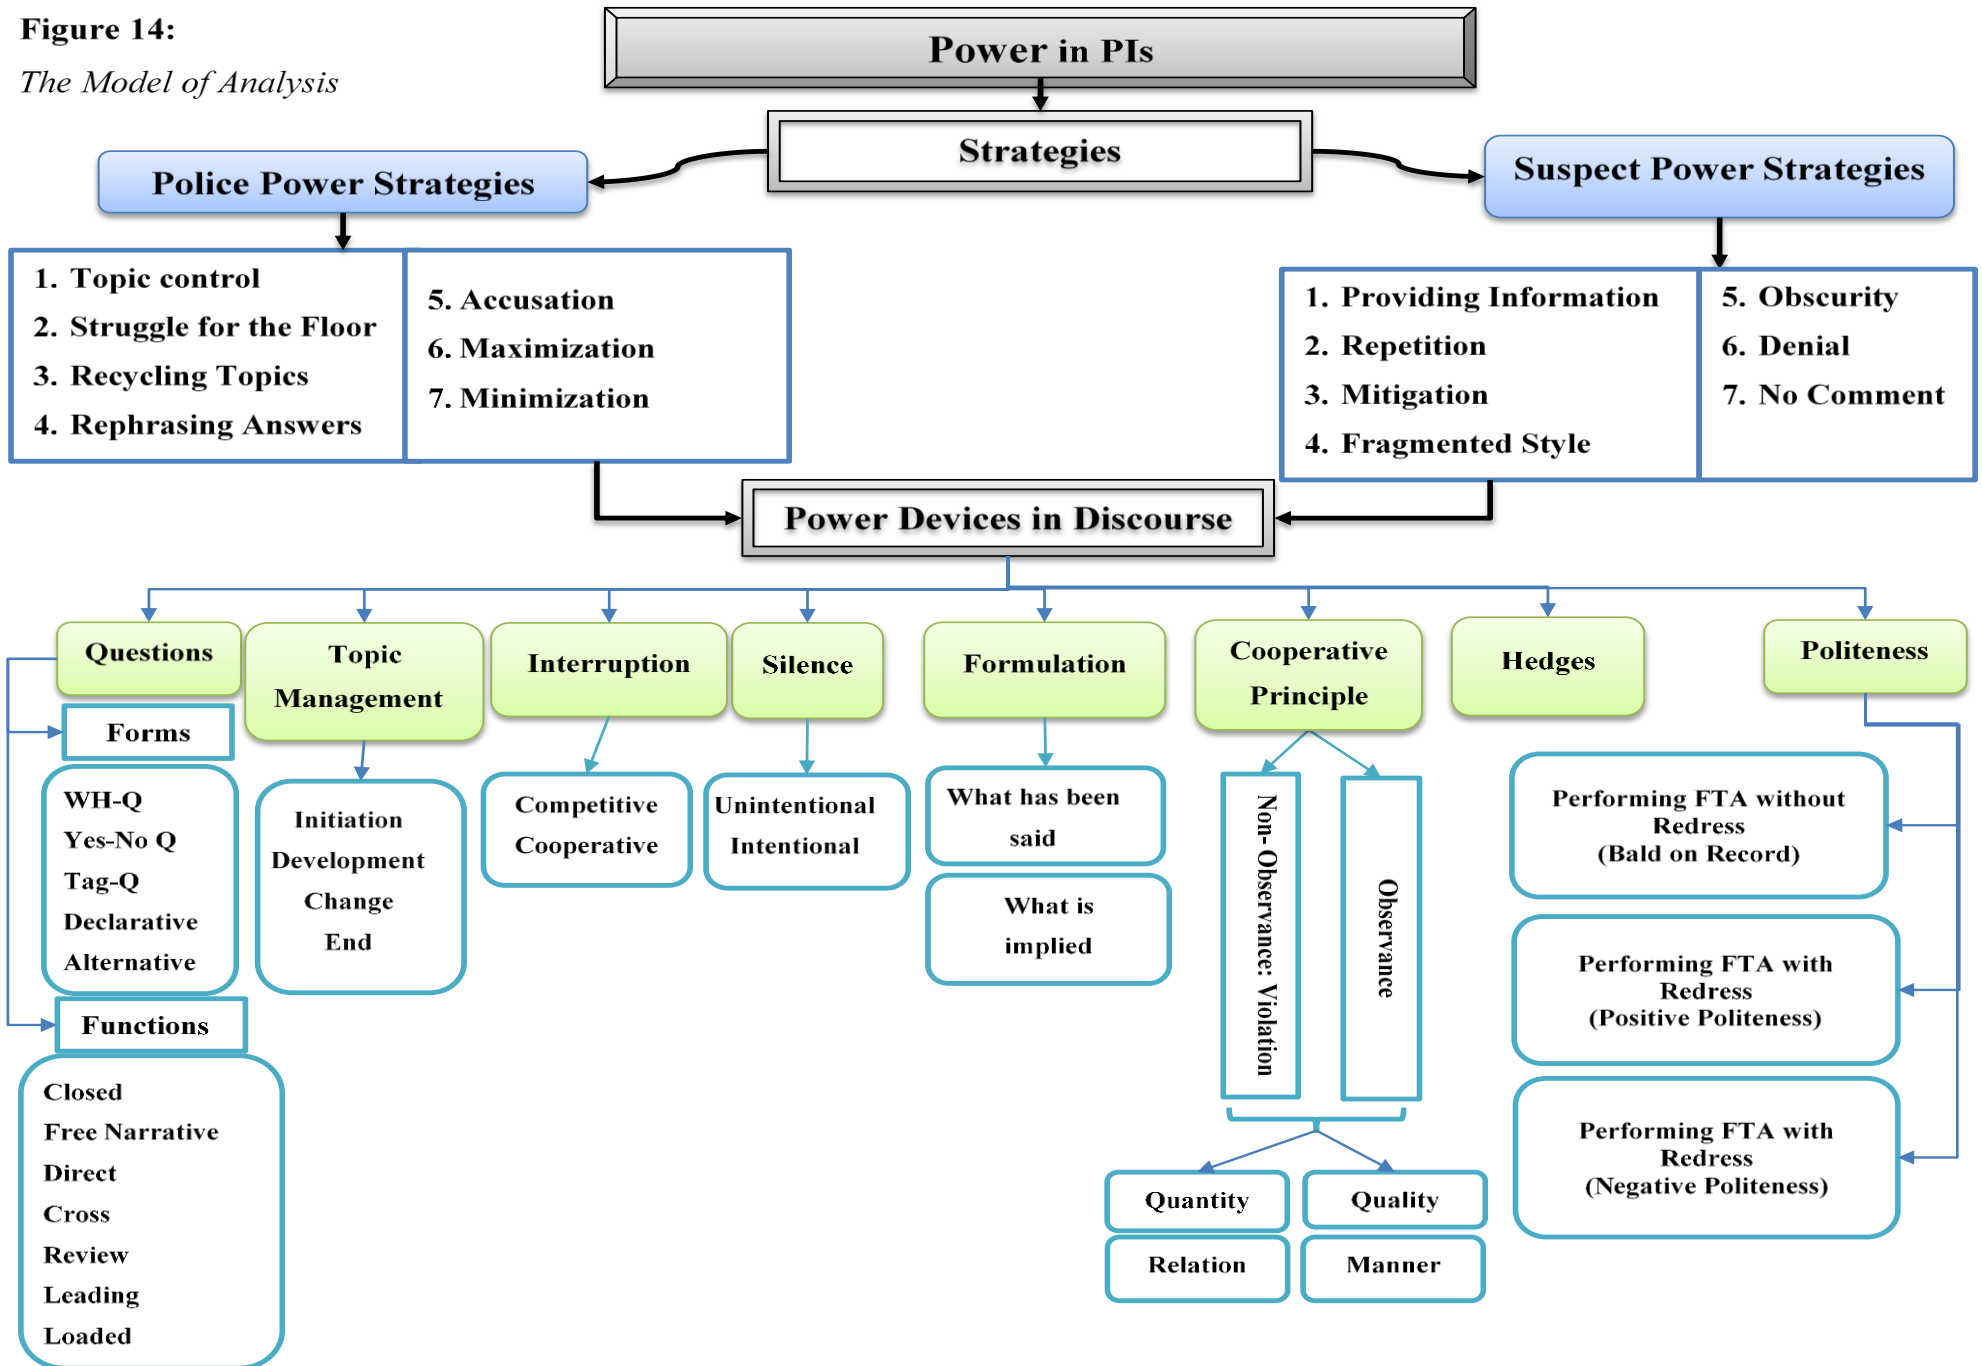 Figure 14:
The Model of Analysis
Power in PIs
Strategies
Police Power Strategies
Suspect Power Strategies
1. Topic control
2. Struggle for the Floor
3. Recycling Topics
4. Rephrasing Answers
5. Accusation
6. Maximization
7. Minimization
1. Providing Information
2. Repetition
3. Mitigation
4. Fragmented Style
5. Obscurity
6. Denial
7. No Comment
Power Devices in Discourse
Questions
Forms
WH-Q
Yes-No Q
Tag-Q
Declarative
Alternative
Functions
Closed
Free Narrative
Direct
Cross
Review
Leading
Loaded
Topic
Management
Initiation
Development
Change
End
Interruption
Competitive
Cooperative
Silence
Unintentional
Intentional
Formulation
What has been
said
What is
implied
Cooperative
Principle
Non-Observance: Violation
Observance
Quantity
Quality
Relation
Manner
Hedges
Politeness
Performing FTA without
Redress
(Bald on Record)
Performing FTA with
Redress
(Positive Politeness)
Performing FTA with
Redress
(Negative Politeness)